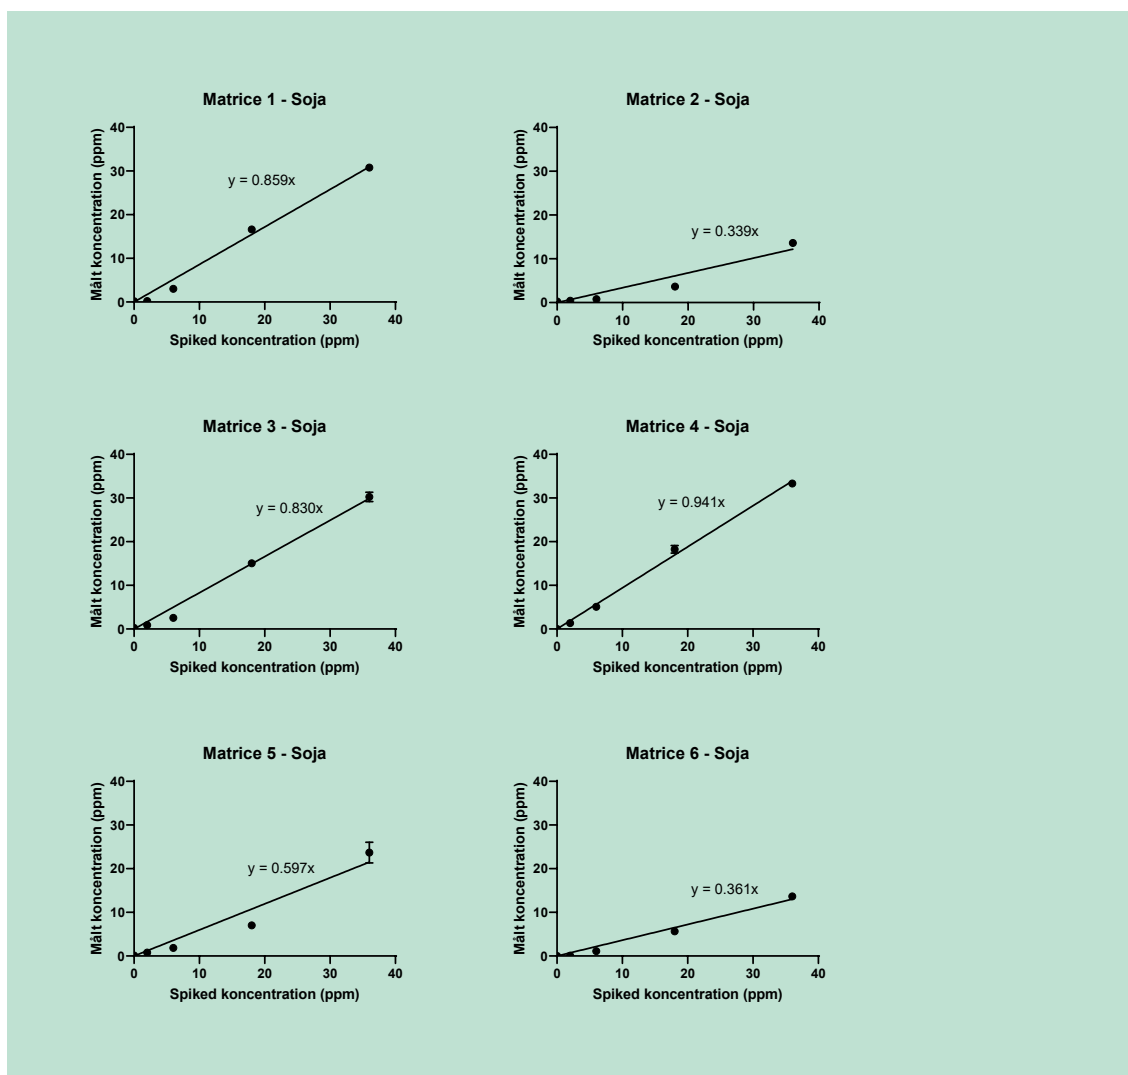 Matrice 1 - Soja
Målt koncentration (ppm)
40
30
20
10
0
y = 0.859x
0 10 20 30 40
Spiked koncentration (ppm)
Matrice 2 - Soja
Målt koncentration (ppm)
40
30
20
10
0
y = 0.339x
0 10 20 30 40
Spiked koncentration (ppm)
Matrice 3 - Soja
Målt koncentration (ppm)
40
30
20
10
0
y = 0.830x
0 10 20 30 40
Spiked koncentration (ppm)
Matrice 4 - Soja
Målt koncentration (ppm)
40
30
20
10
0
y = 0.941x
0 10 20 30 40
Spiked koncentration (ppm)
Matrice 5 - Soja
Målt koncentration (ppm)
40
30
20
10
0
y = 0.597x
0 10 20 30 40
Spiked koncentration (ppm)
Matrice 6 - Soja
Målt koncentration (ppm)
40
30
20
10
0
y = 0.361x
0 10 20 30 40
Spiked koncentration (ppm)